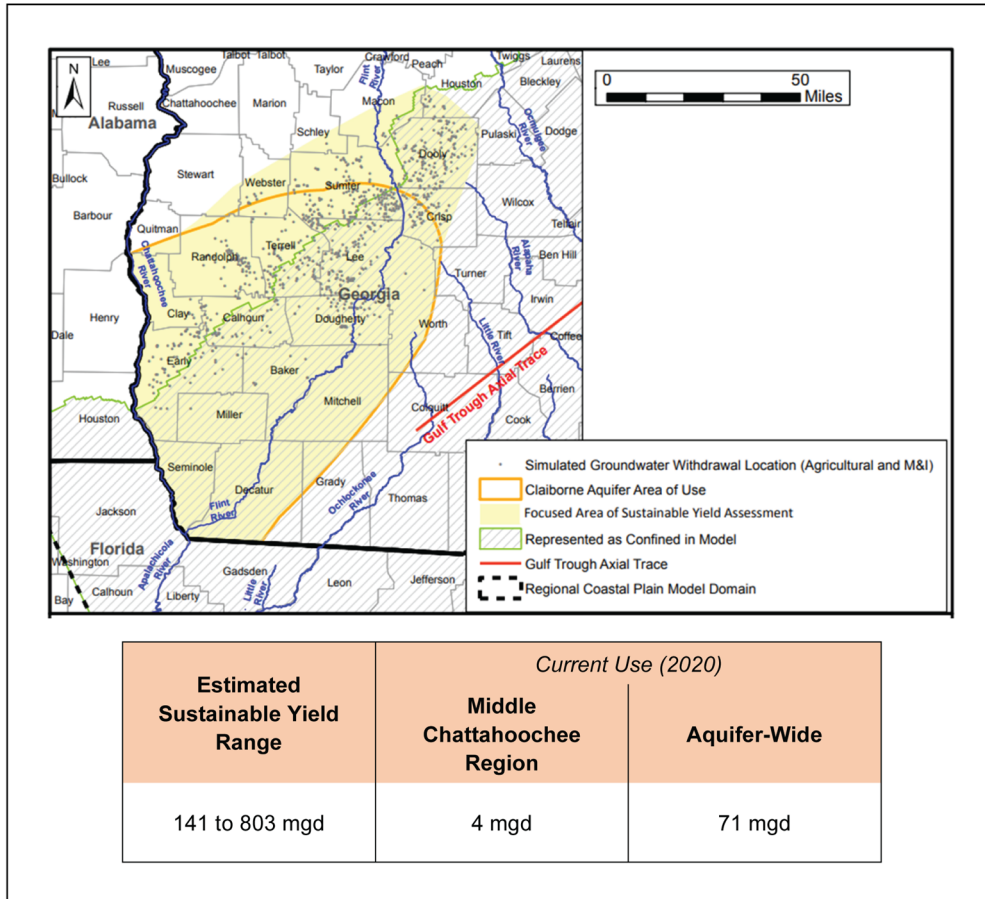 N
Lee
Talbot Talbot
Crawford
Peach
Twiggs
Laurens
Muscogee
Taylor
Flint
River
Houston
Bleckley
Russell
Chattahoochee
Marion
Macon
Alabama
Schley
Dooly
Pulaski
Dodge
Ocmulgee
River
Bullock
Stewart
Webster
Sumter
Barbour
Crisp
Wilcox
Quitman
Telfair
Chattahoochee
River
Randolph
Terrell
Lee
Alapaha
River
Ben Hill
Turner
Georgia
Irwin
Henry
Clay
Calhoun
Dougherty
Worth
Little River
Tift
Coffee
Dale
Early
Baker
Gulf Trough Axial Trace
Berrien
Houston
Miller
Mitchell
Colquitt
Cook
Seminole
Decatur
Grady
Ochlockonee
River
Thomas
Flint
River
Jackson
Florida
Washington
Apalachicola
River
Gadsden
Little
River
Leon
Jefferson
Calhoun
Liberty
Bay
0 50
Miles
Simulated Groundwater Withdrawal Location (Agricultural and M&I)
Claiborne Aquifer Area of Use
Focused Area of Sustainable Yield Assessment
Represented as Confined in Model
Gulf Trough Axial Trace
Regional Coastal Plain Model Domain
Estimated
Sustainable Yield
Range
Current Use (2020)
Middle
Chattahoochee
Region
Aquifer-Wide
141 to 803 mgd
4 mgd
71 mgd